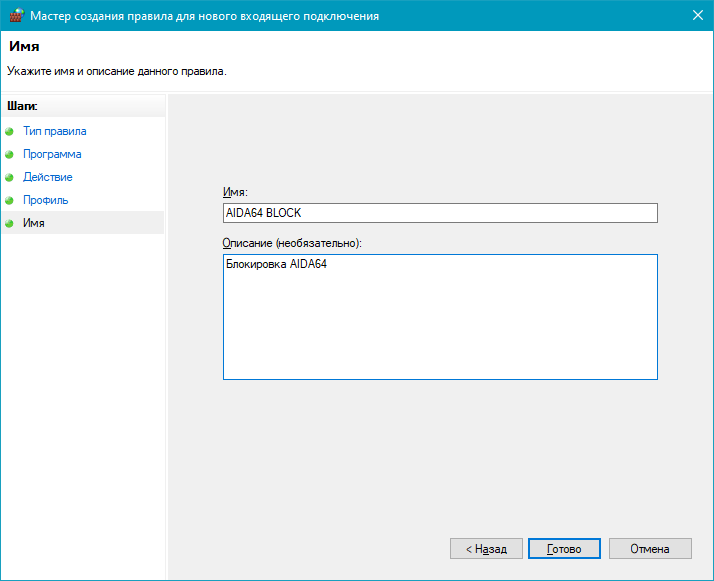 Мастер создания правила для нового входящего подключения
Имя
Укажите имя и описание данного правила.
Шаги:
Тип правила
Программа
Действие
Профиль
Имя
Имя:
AIDA64 BLOCK
Описание (необязательно):
Блокировка AIDA64
< Назад
Готово
Отмена